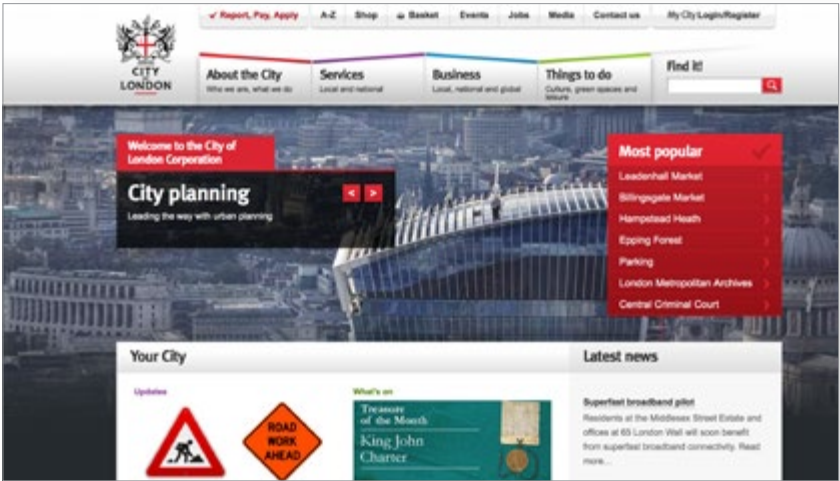 Report, Pay, Apply
A-Z
Shop
Basket
Events
Jobs
Media
Contact us
My City Login/Register
CITY
OF
LONDON
About the City
Who we are, what we do
Services
Local and national
Business
Local, national and global
Things to do
Culture, green spaces and
leisure
Find it!
Welcome to the City of
London Corporation
City planning
Leading the way with urban planning
< >
Most popular
Leadenhall Market
Billingsgate Market
Hampstead Heath
Epping Forest
Parking
London Metropolitan Archives
Central Criminal Court
Your City
Updates
ROAD
WORK
AHEAD
What's on
Treasure
of the Month
King John
Charter
Latest news
Superfast broadband pilot
Residents at the Middlesex Street Estate and
offices at 65 London Wall will soon benefit
from superfast broadband connectivity. Read
more...